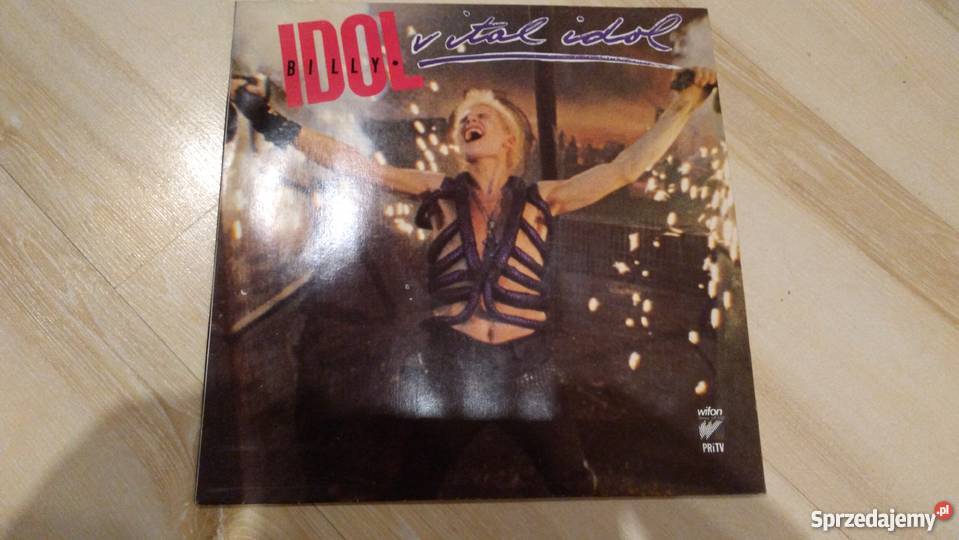 IDOL
BILLY
vital idol
wifon
PRiTV
Sprzedajemy.pl